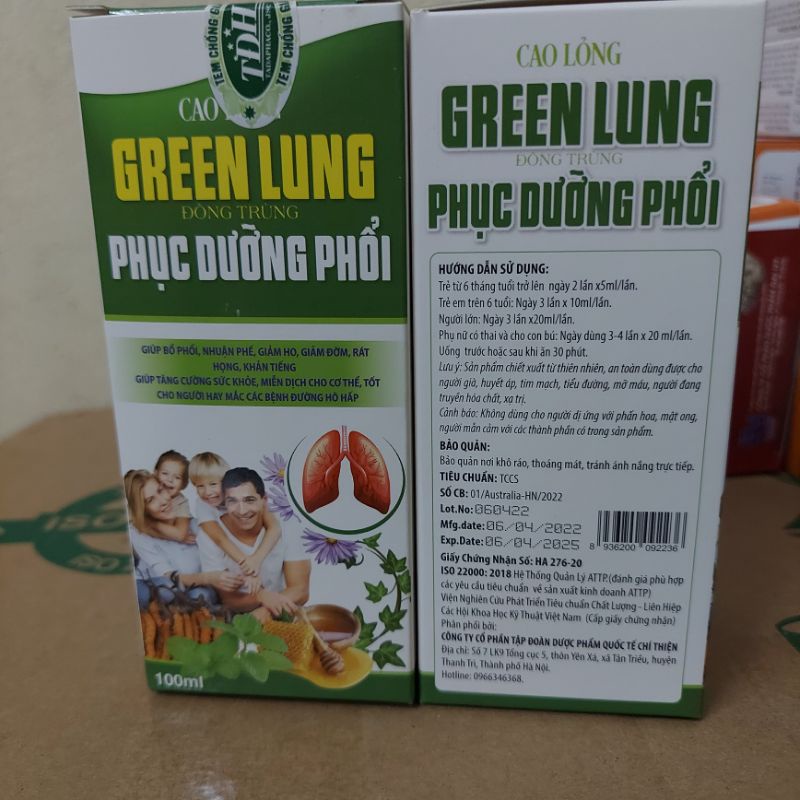 TEM CHỐNG GI
TĐH
TADAPHACO., JSC
TEM CHỐNG G
CAO
GREEN LUNG
ĐÔNG TRÙNG
PHỤC DƯỠNG PHỔI
GIÚP BỔ PHỔI, NHUẬN PHẾ, GIẢM HO, GIẢM ĐỜM, RÁT
HỌNG, KHẢN TIẾNG
GIÚP TĂNG CƯỜNG SỨC KHỎE, MIỄN DỊCH CHO CƠ THỂ, TỐT
CHO NGƯỜI HAY MẮC CÁC BỆNH ĐƯỜNG HÔ HẤP
100ml
CAO LỎNG
GREEN LUNG
ĐÔNG TRÙNG
PHỤC DƯỠNG PHỔI
HƯỚNG DẪN SỬ DỤNG:
Trẻ từ 6 tháng tuổi trở lên ngày 2 lần x5ml/lần.
Trẻ em trên 6 tuổi: Ngày 3 lần x 10ml/lần.
Người lớn: Ngày 3 lần x20ml/lần.
Phụ nữ có thai và cho con bú: Ngày dùng 3-4 lần x 20 ml/lần.
Uống trước hoặc sau khi ăn 30 phút.
Lưu ý: Sản phẩm chiết xuất từ thiên nhiên, an toàn dùng được cho
người già, huyết áp, tim mạch, tiểu đường, mỡ máu, người đang
truyền hóa chất, xạ trị.
Cảnh báo: Không dùng cho người dị ứng với phấn hoa, mật ong,
người mẫn cảm với các thành phần có trong sản phẩm.
BẢO QUẢN:
Bảo quản nơi khô ráo, thoáng mát, tránh ánh nắng trực tiếp.
TIÊU CHUẨN: TCCS
SỐ CB: 01/Australia-HN/2022
Lot.No: 060422
Mfg.date: 06/04/2022
Exp.Date: 06/04/2025
8 936200 092236
Giấy Chứng Nhận Số: HA 276-20
ISO 22000: 2018 Hệ Thống Quản Lý ATTP.(đánh giá phù hợp
các yêu cầu tiêu chuẩn về sản xuất kinh doanh ATTP)
Viện Nghiên Cứu Phát Triển Tiêu chuẩn Chất Lượng - Liên Hiệp
Các Hội Khoa Học Kỹ Thuật Việt Nam (Cấp giấy chứng nhận)
Phân phối bởi:
CÔNG TY CỔ PHẦN TẬP ĐOÀN DƯỢC PHẨM QUỐC TẾ CHÍ THIỆN
Địa chỉ: Số 7 LK9 Tổng cục 5, thôn Yên Xá, xã Tân Triều, huyện
Thanh Trì, Thành phố Hà Nội.
Hotline: 0966346368.